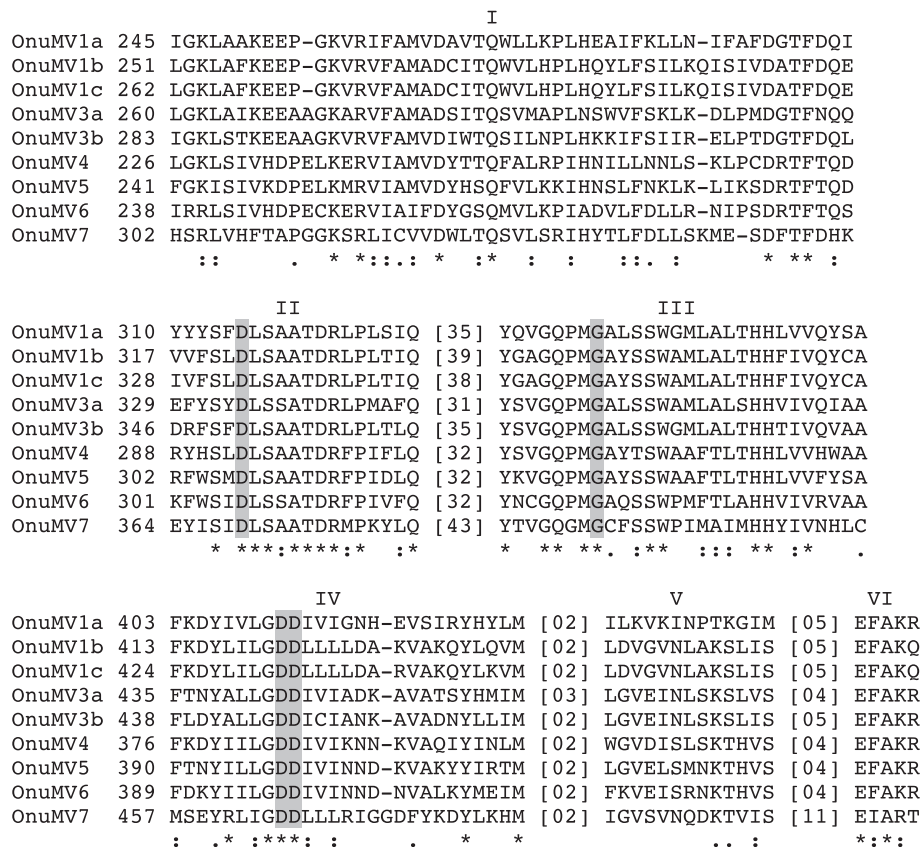 I
OnuMV1a 245 IGKLAAKEEP-GKVRIFAMVDAVTQWLLKPLHEAIFKLLN-IFAFDGTFDQI
OnuMV1b 251 LGKLAFKEEP-GKVRVFAMADCITQWVLHPLHQYLFSILKQISIVDATFDQE
OnuMV1c 262 LGKLAFKEEP-GKVRVFAMADCITQWVLHPLHQYLFSILKQISIVDATFDQE
OnuMV3a 260 LGKLAIKEEAAGKARVFAMADSITQSVMAPLNSWVFSKLK-DLPMDGTFNQQ
OnuMV3b 283 IGKLSTKEEAAGKARVFAMVDIWTQSILNPLHKKIFSIIR-ELPTDGTFDQL
OnuMV4 226 LGKLSIVHDPELKERVIAMVDYTTQFALRPIHNILLNNLS-KLPCDRTFTQD
OnuMV5 241 FGKISIVKDPELKMRVIAMVDYHSQFVLKKIHNSLFNKLK-LIKSDRTFTQD
OnuMV6 238 IRRLSIVHDPECKERVIAIFDYGSQMVLKPIADVLFDLLR-NIPSDRTFTQS
OnuMV7 302 HSRLVHFTAPGGKSRLICVVDWLTQSVLSRIHYTLFDLLSKME-SDFTFDHK
:: . * *::.: * :* : : ::. : * ** :
II III
OnuMV1a 310 YYYSFDLSAATDRLPLSIQ [35] YQVGQPMGALSSWGMLALTHHLVVQYSA
OnuMV1b 317 VVFSLDLSAATDRLPLTIQ [39] YGAGQPMGAYSSWAMLALTHHFIVQYCA
OnuMV1c 328 IVFSLDLSAATDRLPLTIQ [38] YGAGQPMGAYSSWAMLALTHHFIVQYCA
OnuMV3a 329 EFYSYDLSSATDRLPMAFQ [31] YSVGQPMGALSSWAMLALSHHVIVQIAA
OnuMV3b 346 DRFSFDLSAATDRLPLTLQ [35] YSVGQPMGALSSWGMLALTHHTIVQVAA
OnuMV4 288 RYHSLDLSAATDRFPIFLQ [32] YSVGQPMGAYTSWAAFTLTHHLVVHWAA
OnuMV5 302 RFWSMDLSAATDRFPIDLQ [32] YKVGQPMGAYSSWAAFTLTHHLVVFYSA
OnuMV6 301 KFWSIDLSSATDRFPIVFQ [32] YNCGQPMGAQSSWPMFTLAHHVIVRVAA
OnuMV7 364 EYISIDLSAATDRMPKYLQ [43] YTVGQGMGCFSSWPIMAIMHHYIVNHLC
* ***:****:* :* * ** **. :** ::: ** :* .
IV V VI
OnuMV1a 403 FKDYIVLGDDIVIGNH-EVSIRYHYLM [02] ILKVKINPTKGIM [05] EFAKR
OnuMV1b 413 FKDYLILGDDLLLLDA-KVAKQYLQVM [02] LDVGVNLAKSLIS [05] EFAKQ
OnuMV1c 424 FKDYLILGDDLLLLDA-RVAKQYLKVM [02] LDVGVNLAKSLIS [05] EFAKQ
OnuMV3a 435 FTNYALLGDDIVIADK-AVATSYHMIM [03] LGVEINLSKSLVS [04] EFAKR
OnuMV3b 438 FLDYALLGDDICIANK-AVADNYLLIM [02] LGVEINLSKSLIS [05] EFAKR
OnuMV4 376 FKDYIILGDDIVIKNN-KVAQIYINLM [02] WGVDISLSKTHVS [04] EFAKR
OnuMV5 390 FTNYILLGDDIVINND-KVAKYYIRTM [02] LGVELSMNKTHVS [04] EFAKR
OnuMV6 389 FDKYIILGDDIVINND-NVALKYMEIM [02] FKVEISRNKTHVS [04] EFAKR
OnuMV7 457 MSEYRLIGDDLLLRIGGDFYKDYLKHM [02] IGVSVNQDKTVIS [11] EIART
: .* :***: : . * * .. : *:*: